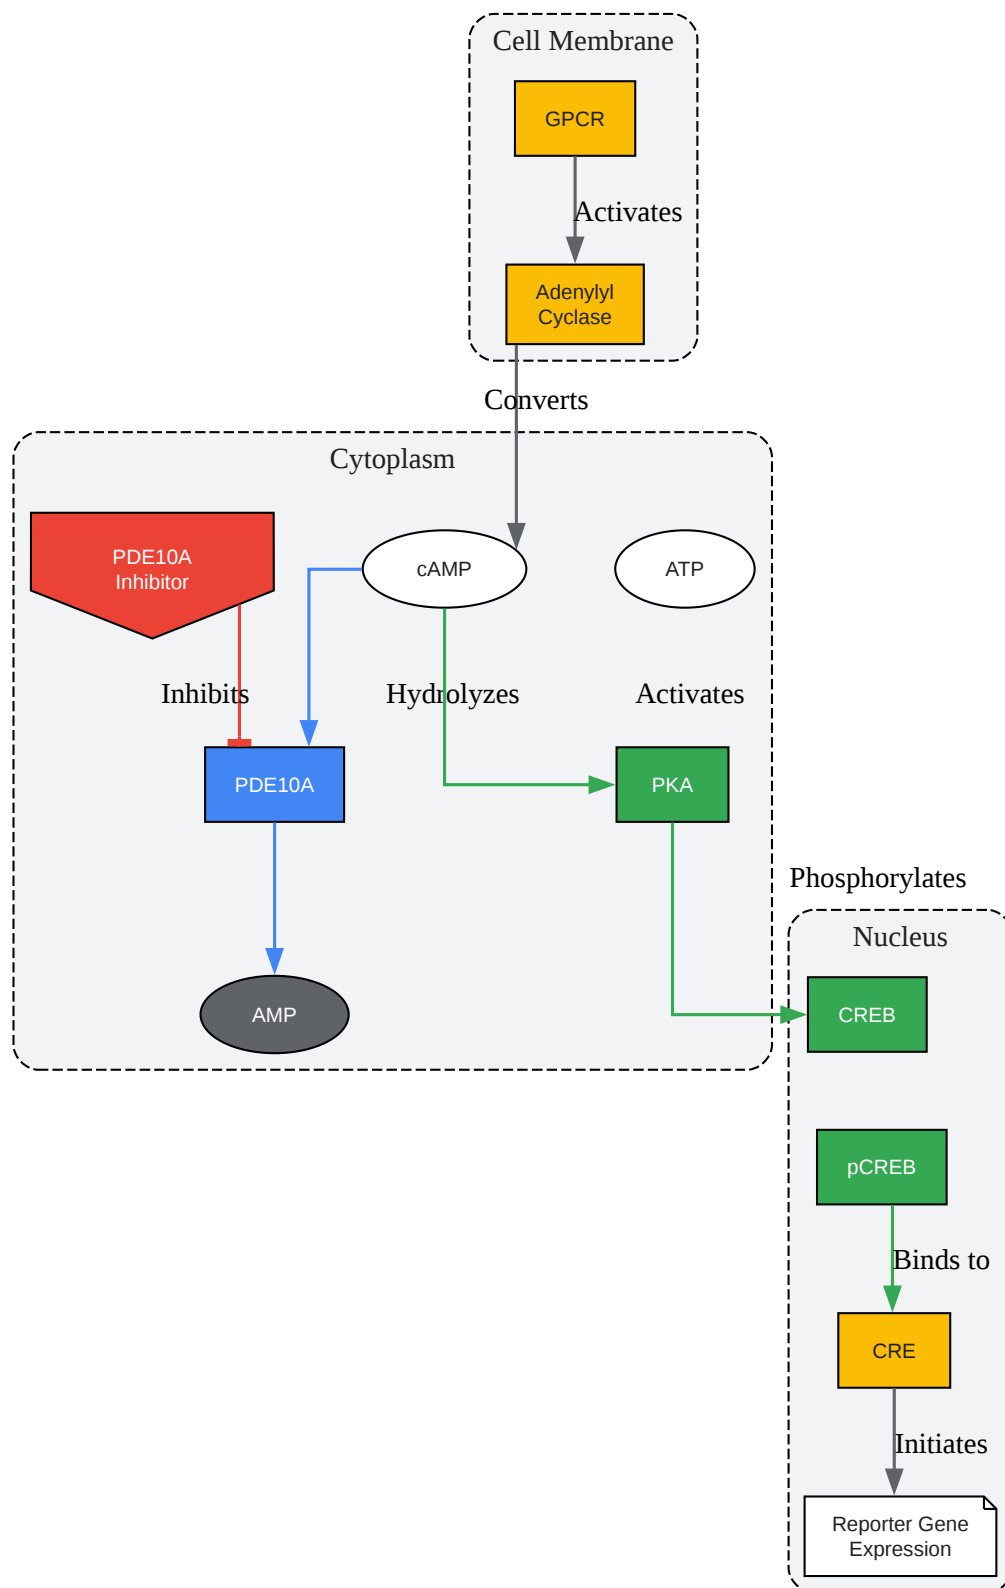 Cell Membrane
GPCR
Activates
Adenylyl
Cyclase
Converts
Cytoplasm
PDE10A
Inhibitor
cAMP
ATP
Inhibits
Hydrolyzes
Activates
PDE10A
PKA
Phosphorylates
Nucleus
AMP
CREB
pCREB
Binds to
CRE
Initiates
Reporter Gene
Expression